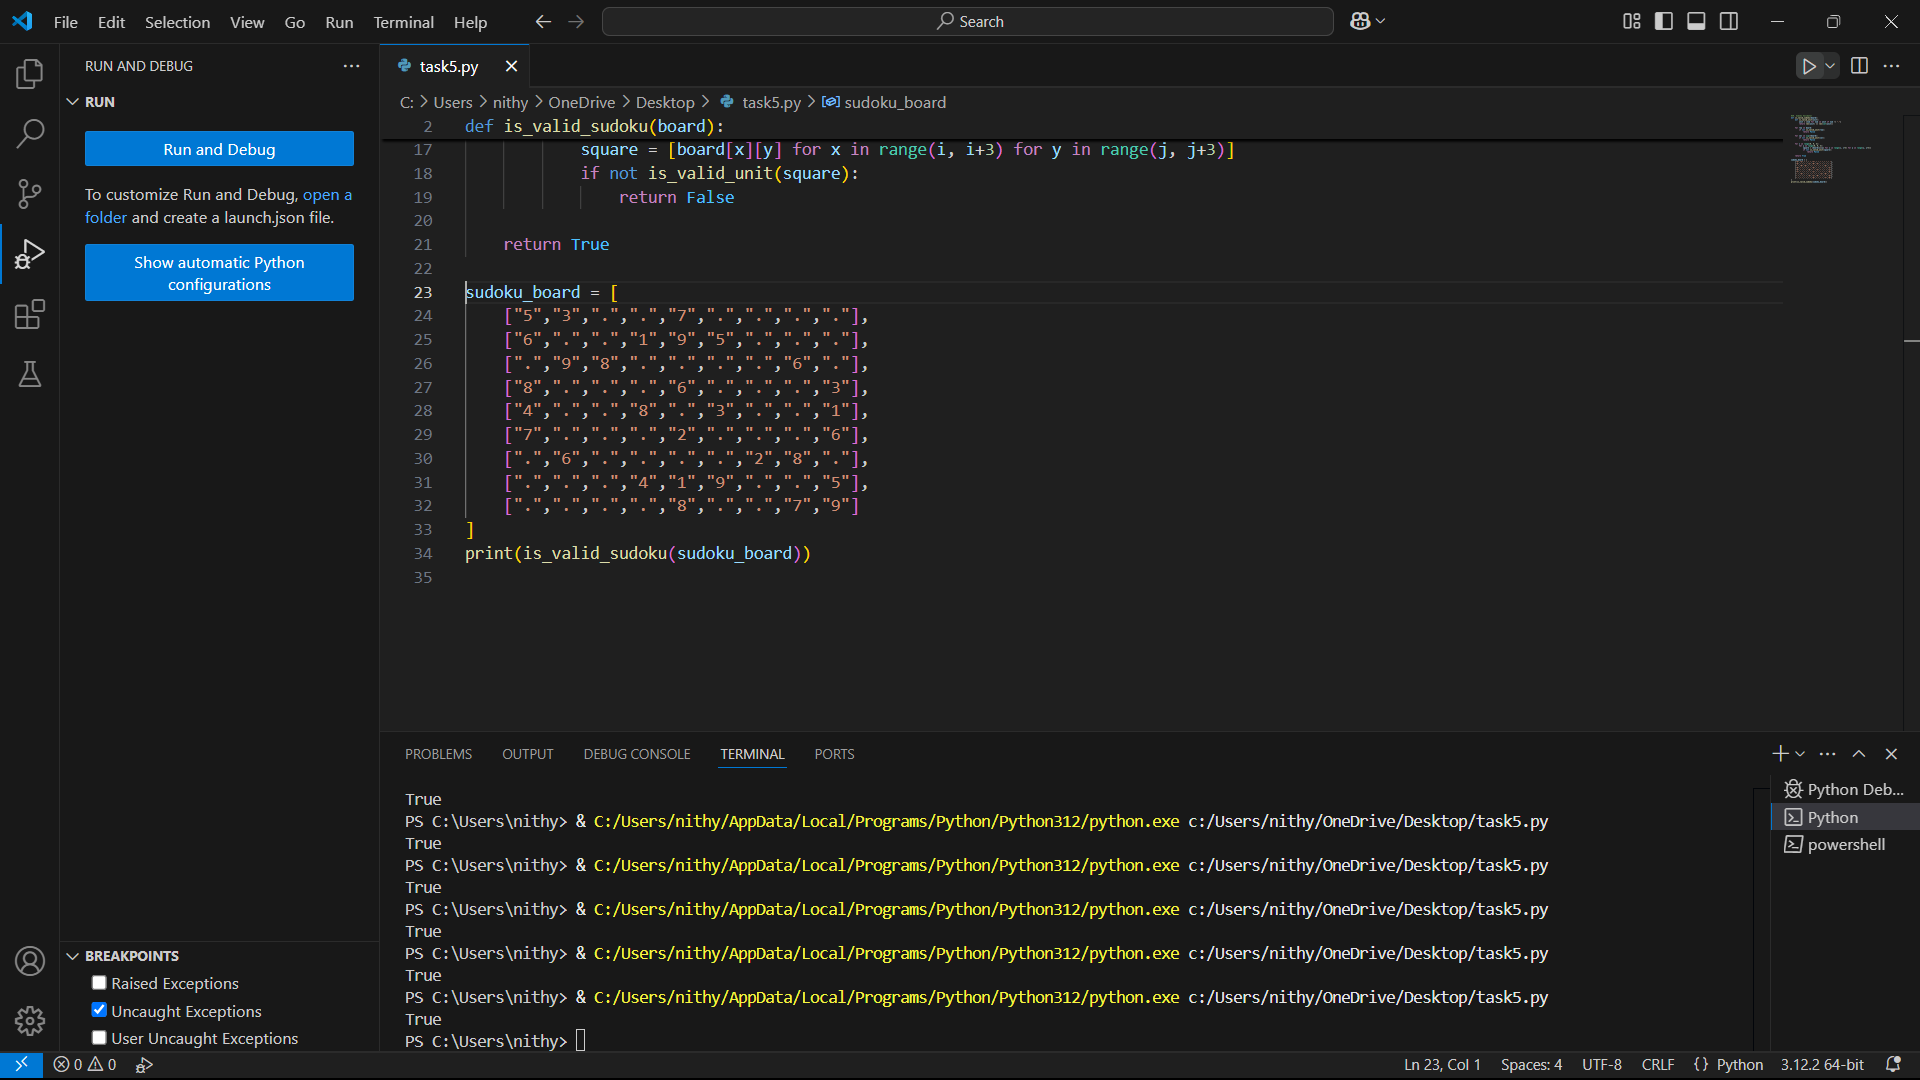 File Edit Selection View Go Run Terminal Help
Search
RUN AND DEBUG
RUN
Run and Debug
To customize Run and Debug, open a
folder and create a launch.json file.
Show automatic Python
configurations
BREAKPOINTS
Raised Exceptions
Uncaught Exceptions
User Uncaught Exceptions
task5.py
C: > Users > nithy > OneDrive > Desktop > task5.py > sudoku_board
2 def is_valid_sudoku(board):
17 square = [board[x][y] for x in range(i, i+3) for y in range(j, j+3)]
18 if not is_valid_unit(square):
19 return False
20
21 return True
22
23 sudoku_board = [
24 ["5","3",".",".","7",".",".",".","."],
25 ["6",".",".","1","9","5",".",".","."],
26 [".","9","8",".",".",".",".","6","."],
27 ["8",".",".",".","6",".",".",".","3"],
28 ["4",".",".","8",".","3",".",".","1"],
29 ["7",".",".",".","2",".",".",".","6"],
30 [".","6",".",".",".",".","2","8","."],
31 [".",".",".","4","1","9",".",".","5"],
32 [".",".",".",".","8",".",".","7","9"]
33 ]
34 print(is_valid_sudoku(sudoku_board))
35
PROBLEMS OUTPUT DEBUG CONSOLE TERMINAL PORTS
True
PS C:\Users\nithy> & C:/Users/nithy/AppData/Local/Programs/Python/Python312/python.exe c:/Users/nithy/OneDrive/Desktop/task5.py
True
PS C:\Users\nithy> & C:/Users/nithy/AppData/Local/Programs/Python/Python312/python.exe c:/Users/nithy/OneDrive/Desktop/task5.py
True
PS C:\Users\nithy> & C:/Users/nithy/AppData/Local/Programs/Python/Python312/python.exe c:/Users/nithy/OneDrive/Desktop/task5.py
True
PS C:\Users\nithy> & C:/Users/nithy/AppData/Local/Programs/Python/Python312/python.exe c:/Users/nithy/OneDrive/Desktop/task5.py
True
PS C:\Users\nithy> & C:/Users/nithy/AppData/Local/Programs/Python/Python312/python.exe c:/Users/nithy/OneDrive/Desktop/task5.py
True
PS C:\Users\nithy>
Python Deb...
Python
powershell
0 0
Ln 23, Col 1 Spaces: 4 UTF-8 CRLF {} Python 3.12.2 64-bit